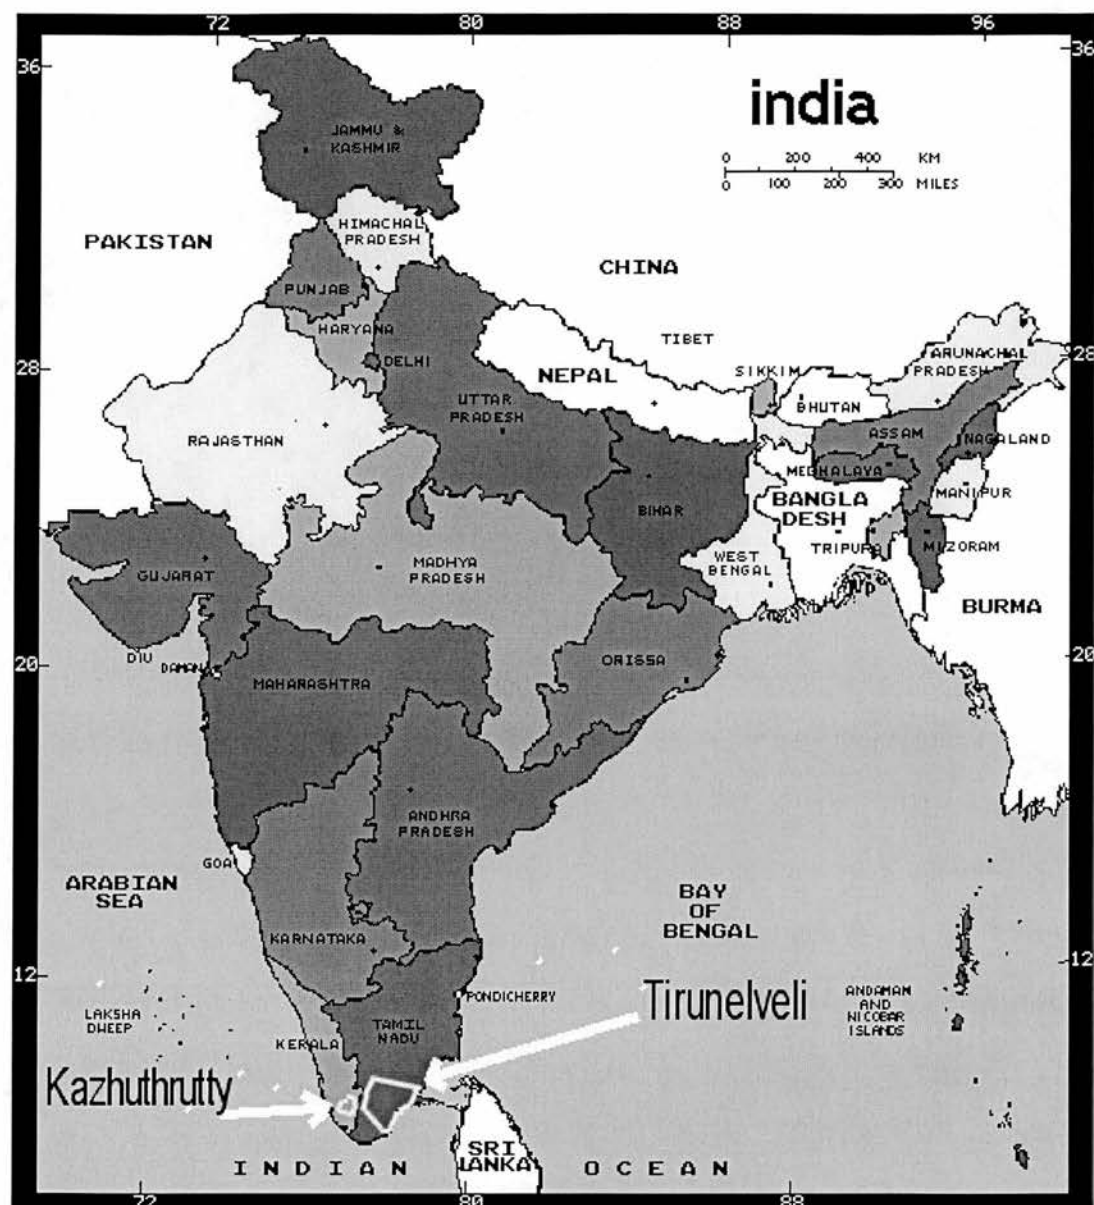 72 80 88 96
36 36
india
0 200 400 KM
0 100 200 300 MILES
JAMMU &
KASHMIR
HIMACHAL
PRADESH
PAKISTAN
CHINA
PUNJAB
HARYANA
TIBET
DELHI
28 28
NEPAL
SIKKIM
ARUNACHAL
PRADESH
UTTAR
PRADESH
BHUTAN
RAJASTHAN
ASSAM
NAGALAND
MEGHALAYA
MANIPUR
BANGLA
DESH
BIHAR
TRIPURA
MIZORAM
WEST
BENGAL
MADHYA
PRADESH
GUJARAT
BURMA
DIU
DAMAN
20 20
ORISSA
MAHARASHTRA
ANDHRA
PRADESH
GOA
ARABIAN
SEA
BAY
OF
BENGAL
KARNATAKA
12 12
PONDICHERRY
Tirunelveli
ANDAMAN
AND
NICOBAR
ISLANDS
LAKSHA
DWEEP
TAMIL
NADU
KERALA
Kazhuthrutty
SRI
LANKA
INDIAN OCEAN
72 80 88